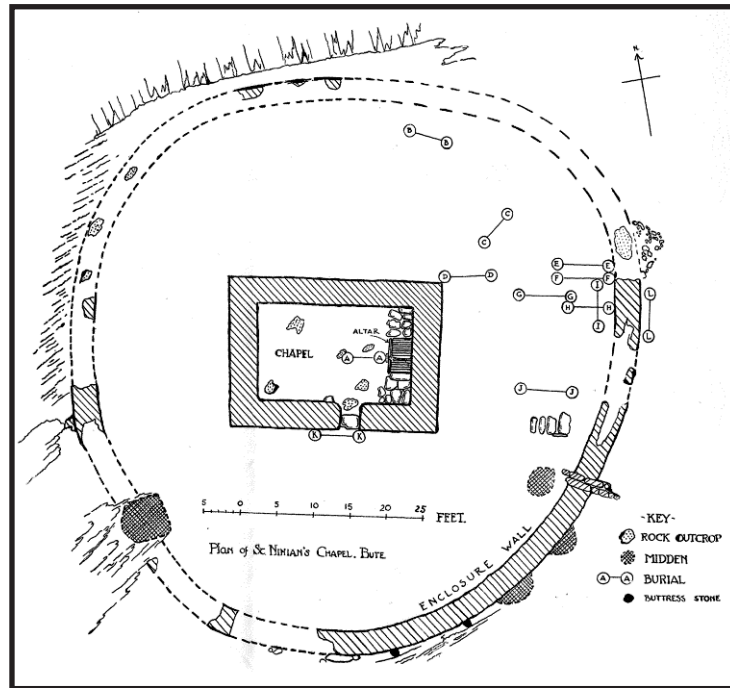 N
B
B
C
C
D D
E E
F F
I
G G
H H
I
L
L
ALTAR
CHAPEL
A A
J J
K K
5 0 5 10 15 20 25
FEET.
Plan of St. Ninian's Chapel, Bute
ENCLOSURE WALL
-KEY-
ROCK OUTCROP
MIDDEN
A A BURIAL
BUTTRESS STONE